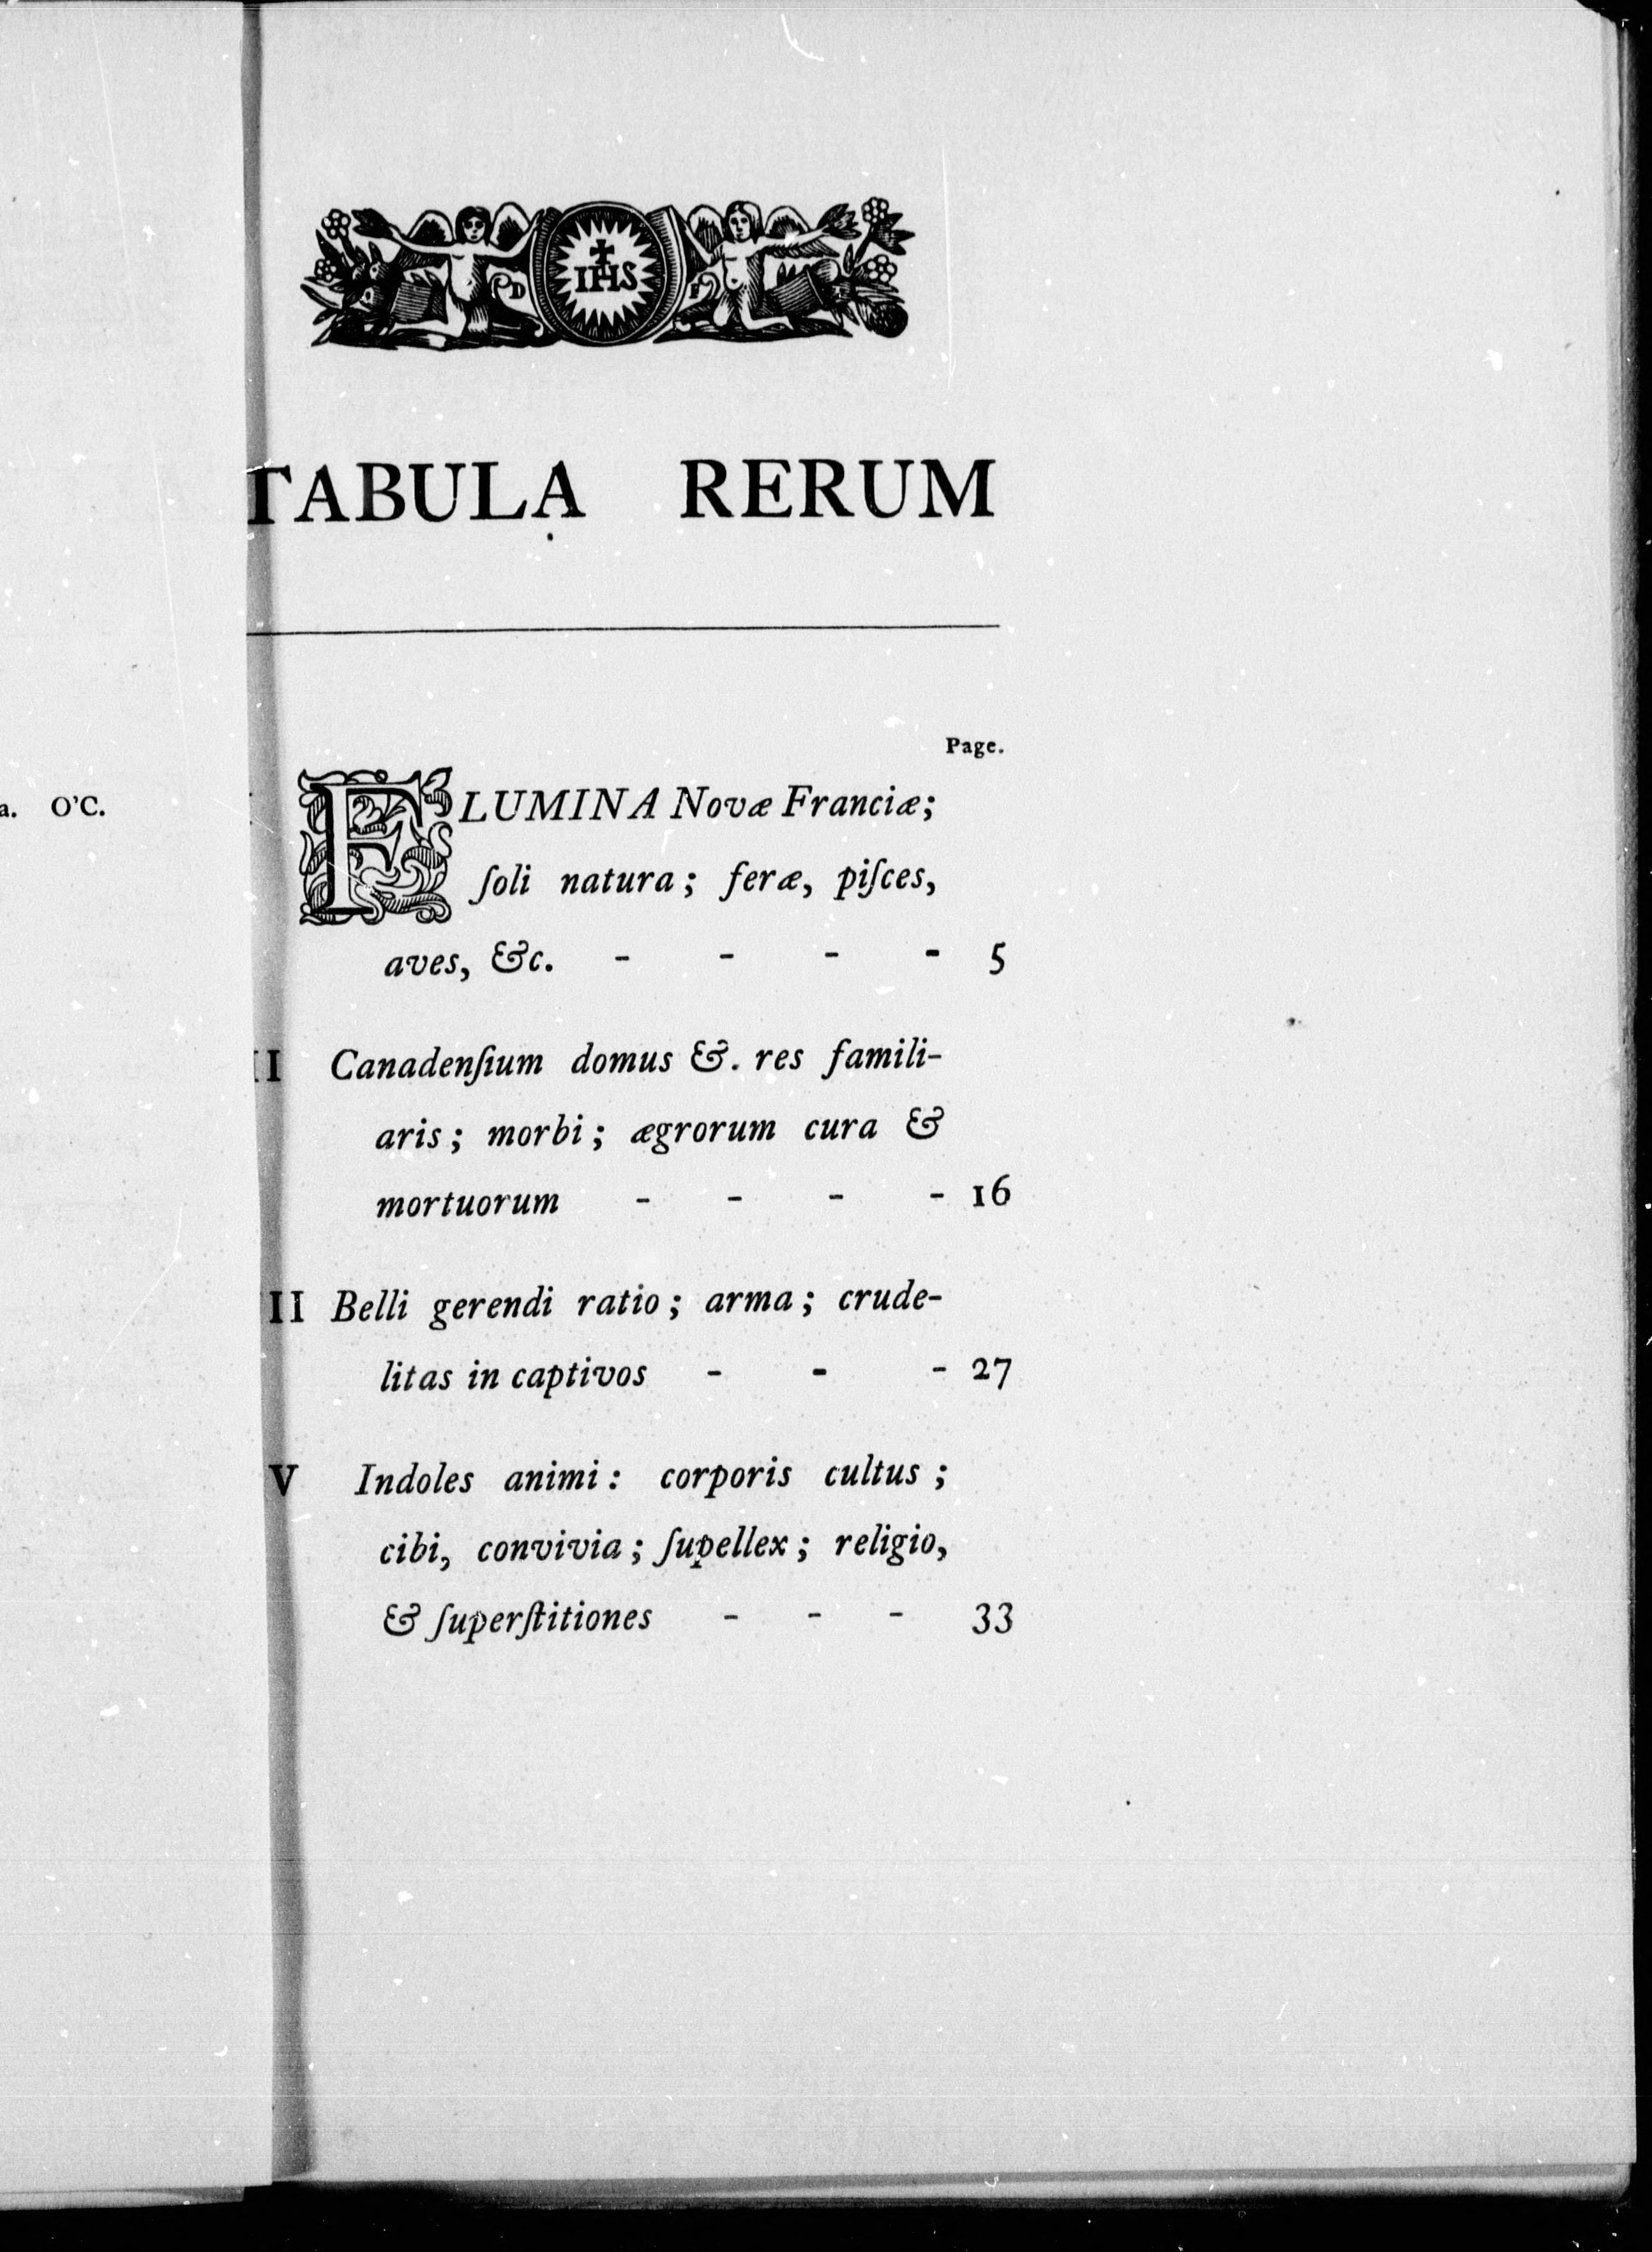 IHS
D
TABULA RERUM
Page.
a. O'C.
FLUMINA Novæ Franciæ;
ſoli natura; feræ, piſces,
aves, &c. - - - - 5
II Canadenſium domus &. res famili-
aris; morbi; ægrorum cura &
mortuorum - - - - 16
II Belli gerendi ratio; arma; crude-
litas in captivos - - - 27
V Indoles animi: corporis cultus;
cibi, convivia; ſupellex; religio,
& ſuperſtitiones - - - 33